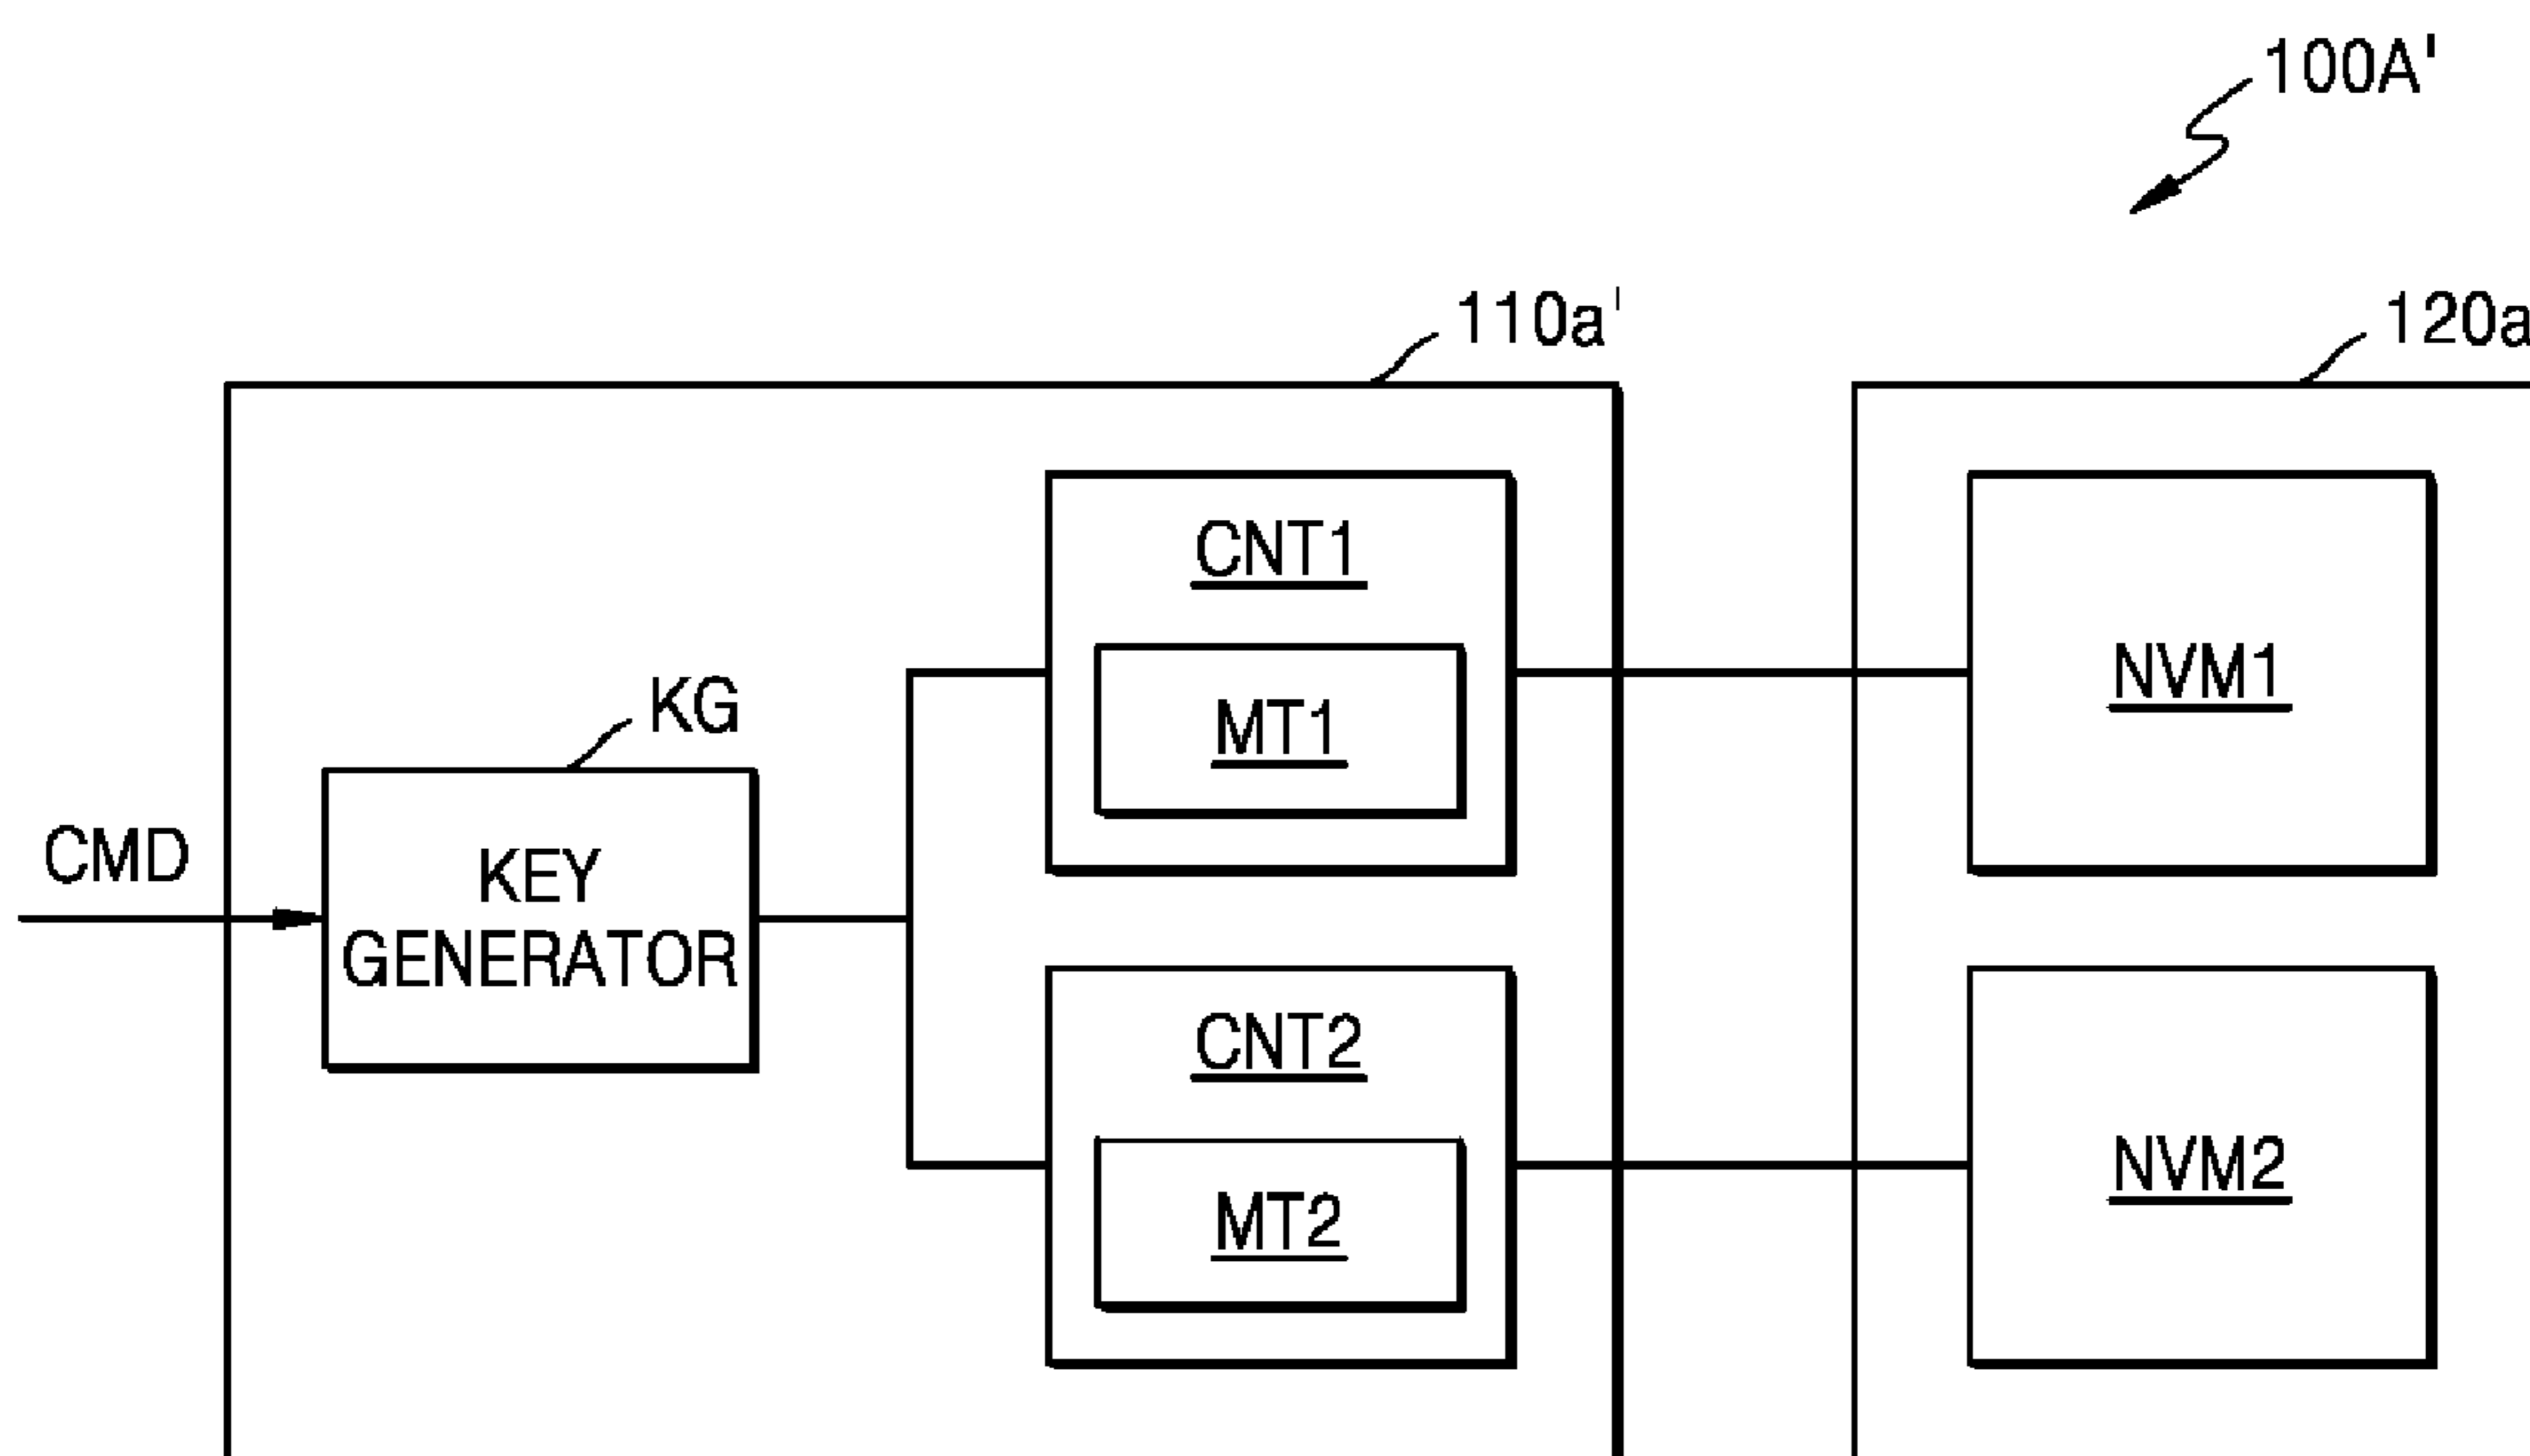 100A'
110a'
120a
CNT1
NVM1
MT1
KG
CMD
KEY
GENERATOR
CNT2
NVM2
MT2